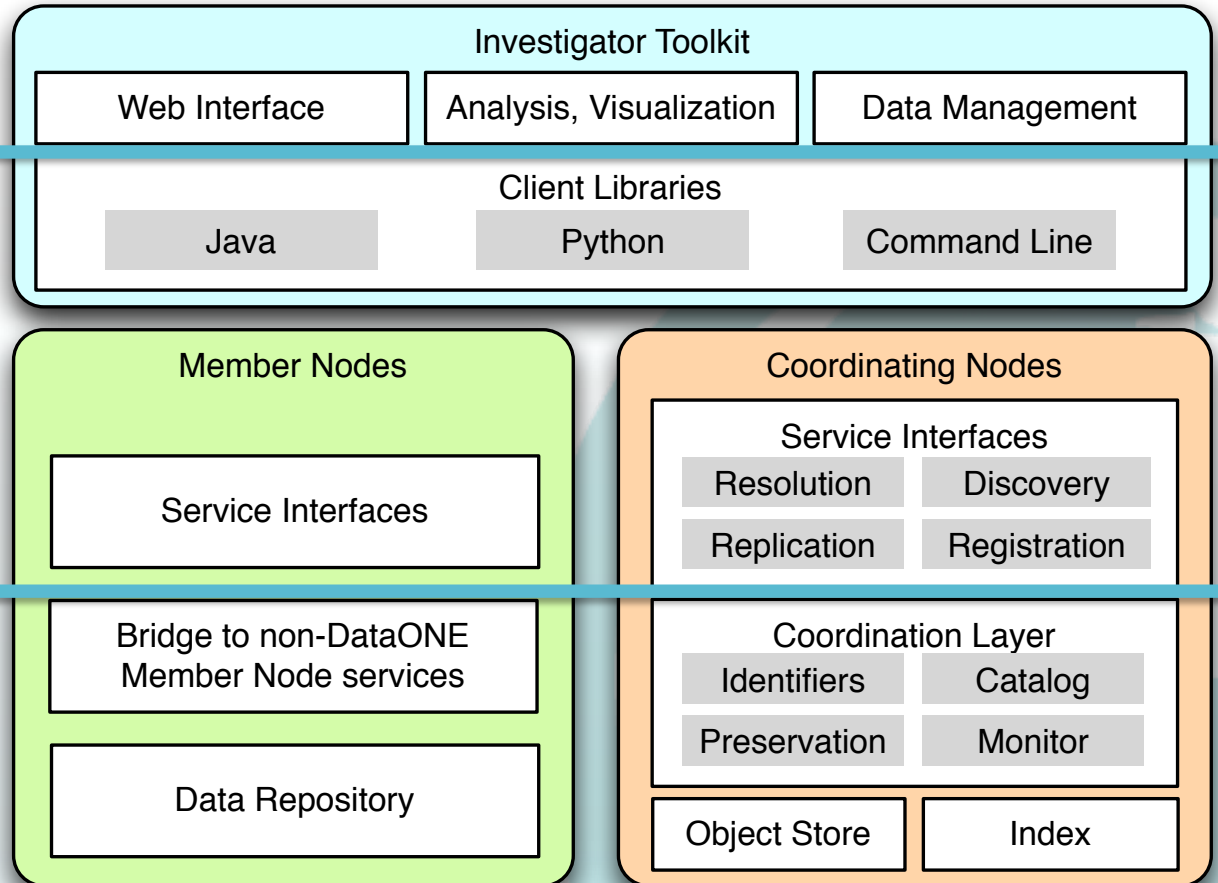 Investigator Toolkit
Web Interface
Analysis, Visualization
Data Management
Client Libraries
Java
Python
Command Line
Member Nodes
Service Interfaces
Bridge to non-DataONE
Member Node services
Data Repository
Coordinating Nodes
Service Interfaces
Resolution
Discovery
Replication
Registration
Coordination Layer
Identifiers
Catalog
Preservation
Monitor
Object Store
Index